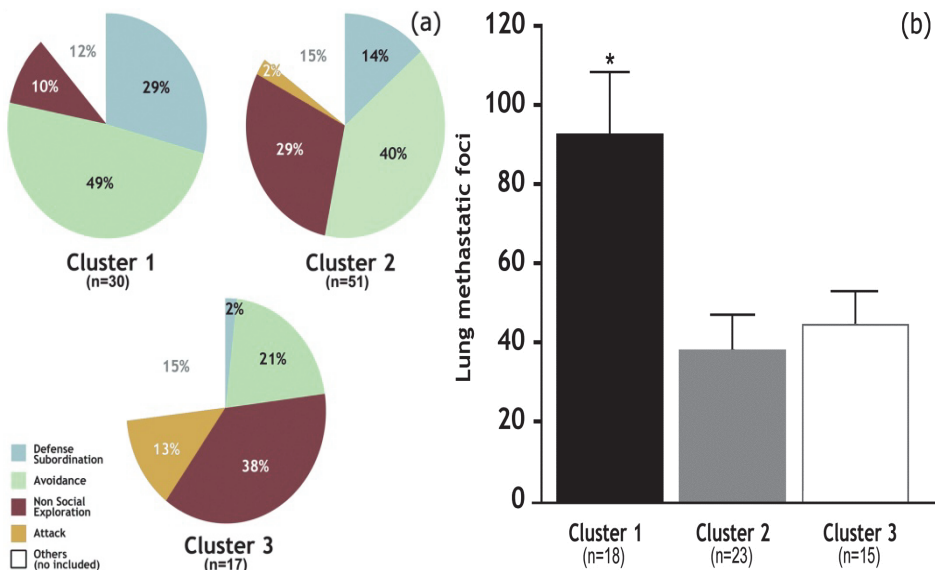 (a)
12%
29%
10%
49%
Cluster 1
(n=30)
15%
14%
2%
29%
40%
Cluster 2
(n=51)
2%
15%
21%
13%
38%
Cluster 3
(n=17)
Defense
Subordination
Avoidance
Non Social
Exploration
Attack
Others
(no included)
(b)
Lung methastatic foci
120
100
80
60
40
20
0
*
Cluster 1
(n=18)
Cluster 2
(n=23)
Cluster 3
(n=15)